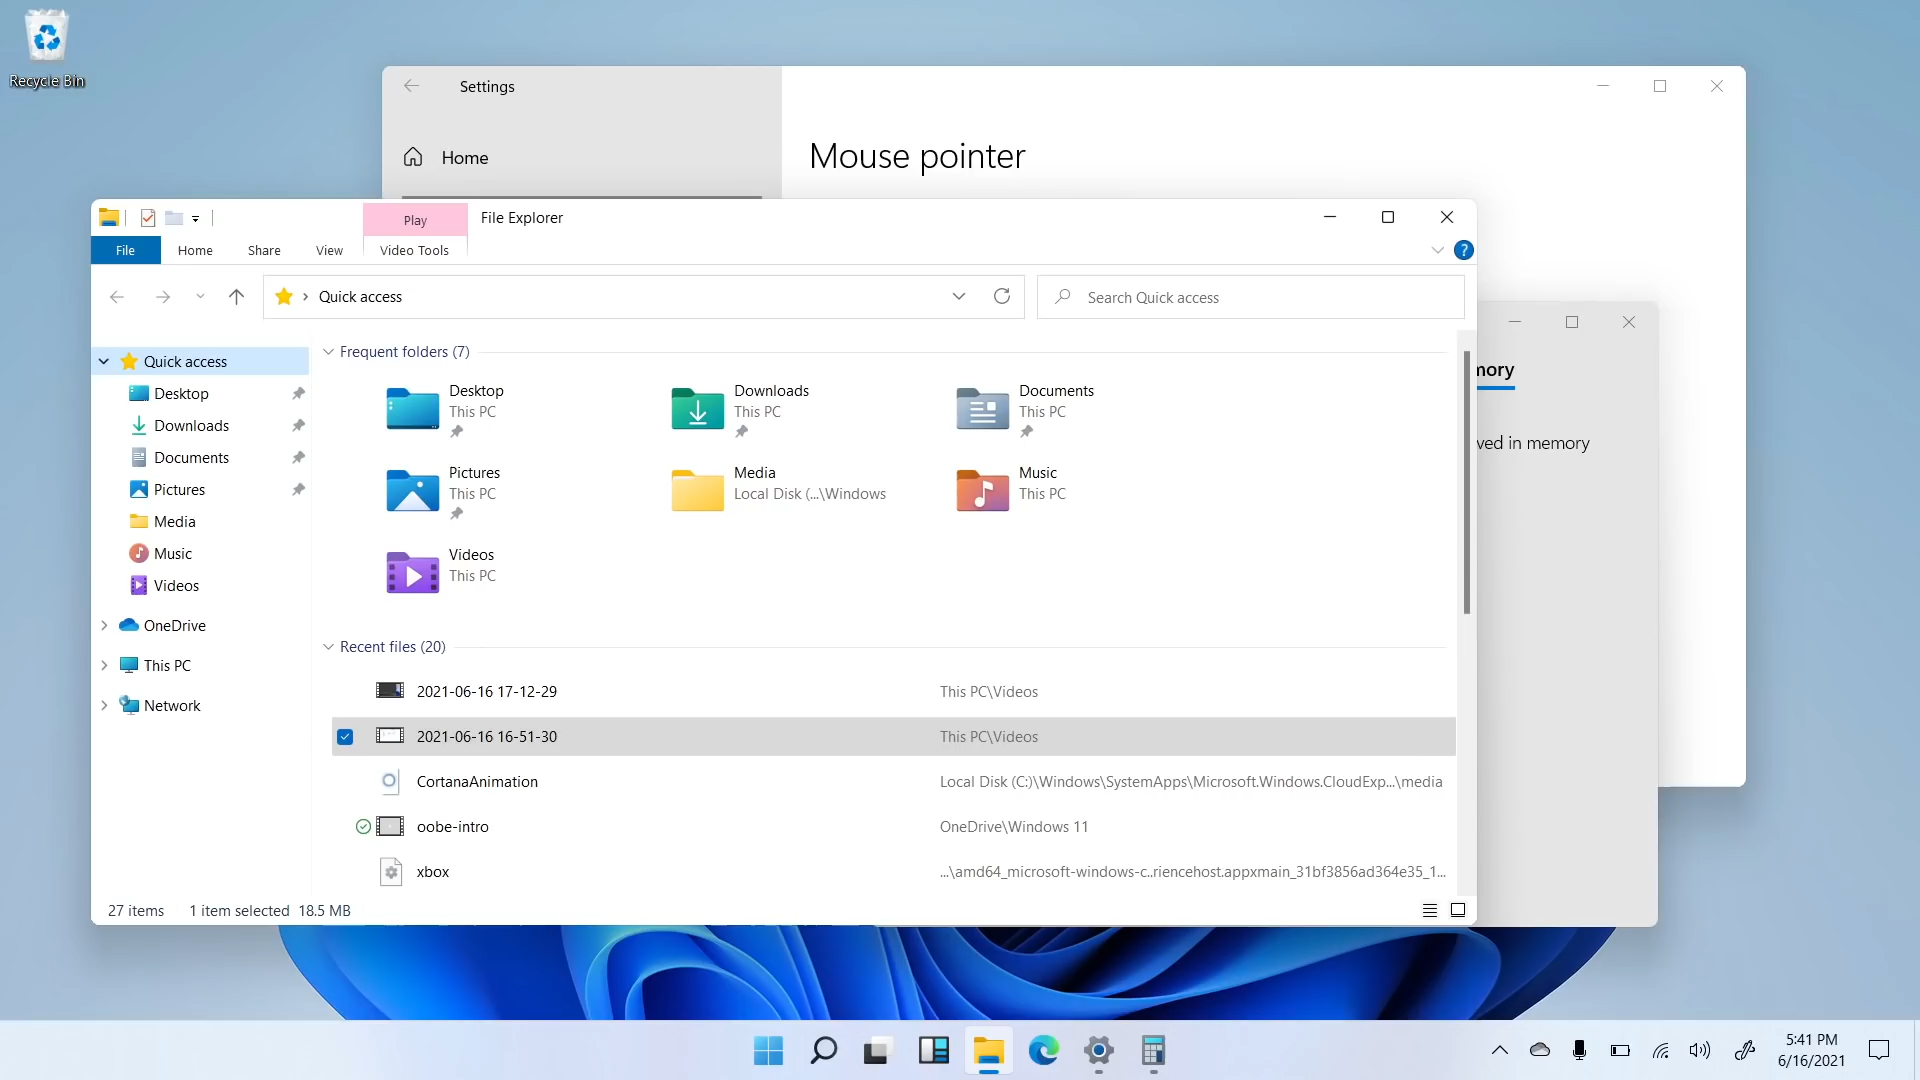 Recycle Bin
Settings
Home
Mouse pointer
Play
File Explorer
File
Home
Share
View
Video Tools
?
Quick access
Search Quick access
Quick access
Desktop
Downloads
Documents
Pictures
Media
Music
Videos
OneDrive
This PC
Network
Frequent folders (7)
Desktop
This PC
Downloads
This PC
Documents
This PC
Pictures
This PC
Media
Local Disk (...\Windows
Music
This PC
Videos
This PC
Recent files (20)
2021-06-16 17-12-29 This PC\Videos
2021-06-16 16-51-30 This PC\Videos
CortanaAnimation Local Disk (C:)\Windows\SystemApps\Microsoft.Windows.CloudExp...\media
oobe-intro OneDrive\Windows 11
xbox ...\amd64_microsoft-windows-c..riencehost.appxmain_31bf3856ad364e35_1...
27 items 1 item selected 18.5 MB
nory
ved in memory
5:41 PM
6/16/2021